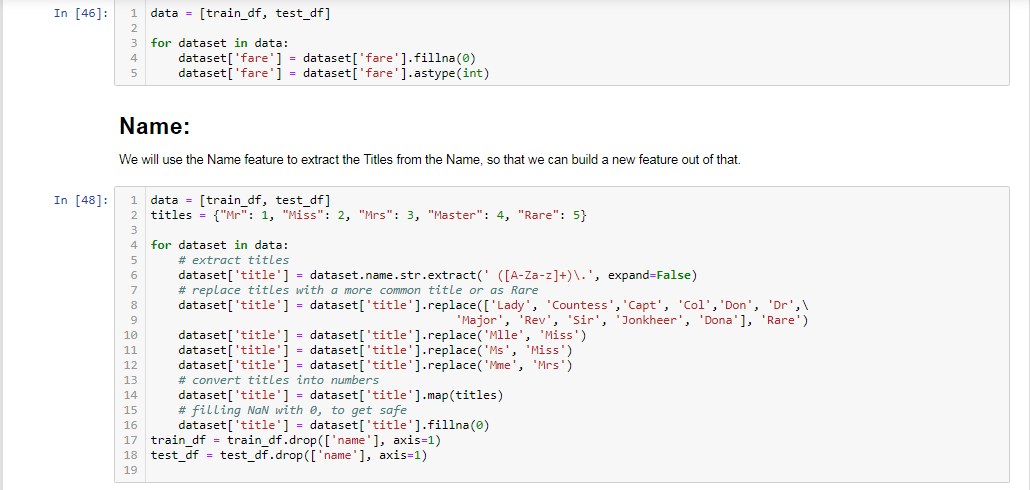 In [46]:
1 data = [train_df, test_df]
2
3 for dataset in data:
4     dataset['fare'] = dataset['fare'].fillna(0)
5     dataset['fare'] = dataset['fare'].astype(int)
Name:
We will use the Name feature to extract the Titles from the Name, so that we can build a new feature out of that.
In [48]:
1 data = [train_df, test_df]
2 titles = {"Mr": 1, "Miss": 2, "Mrs": 3, "Master": 4, "Rare": 5}
3
4 for dataset in data:
5     # extract titles
6     dataset['title'] = dataset.name.str.extract(' ([A-Za-z]+)\.', expand=False)
7     # replace titles with a more common title or as Rare
8     dataset['title'] = dataset['title'].replace(['Lady', 'Countess','Capt', 'Col','Don', 'Dr',\
9                                             'Major', 'Rev', 'Sir', 'Jonkheer', 'Dona'], 'Rare')
10     dataset['title'] = dataset['title'].replace('Mlle', 'Miss')
11     dataset['title'] = dataset['title'].replace('Ms', 'Miss')
12     dataset['title'] = dataset['title'].replace('Mme', 'Mrs')
13     # convert titles into numbers
14     dataset['title'] = dataset['title'].map(titles)
15     # filling NaN with 0, to get safe
16     dataset['title'] = dataset['title'].fillna(0)
17 train_df = train_df.drop(['name'], axis=1)
18 test_df = test_df.drop(['name'], axis=1)
19